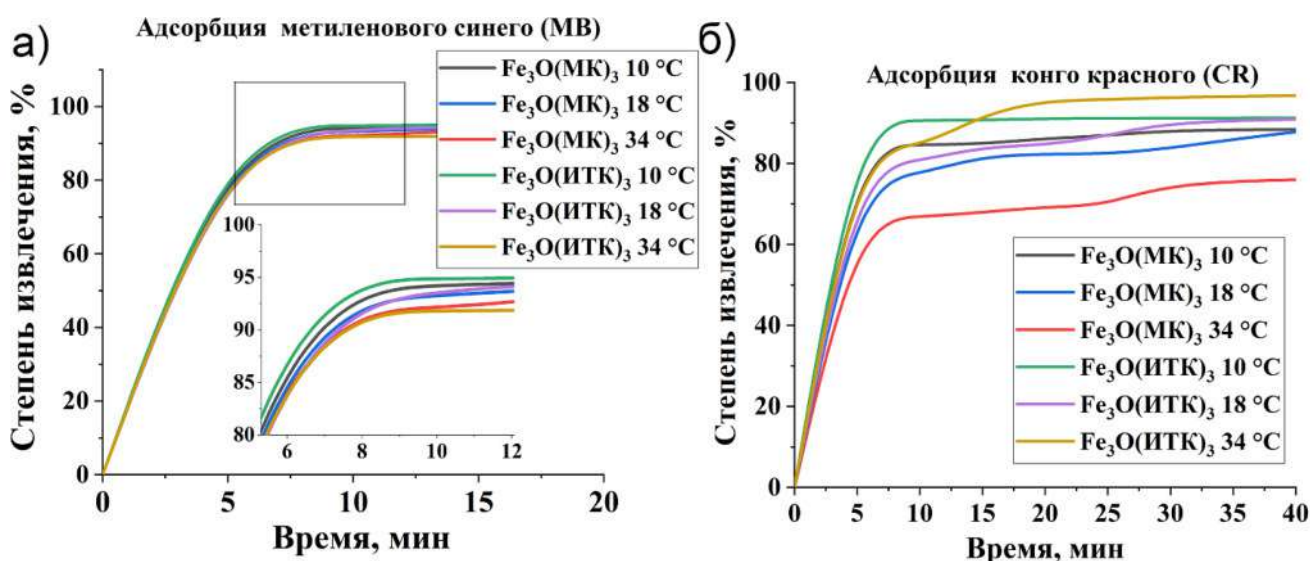 а)
Адсорбция метиленового синего (МВ)
Степень извлечения, %
100
80
60
40
20
0
0
5
10
15
20
Время, мин
Fe₃O(МК)₃ 10 °C
Fe₃O(МК)₃ 18 °C
Fe₃O(МК)₃ 34 °C
Fe₃O(ИТК)₃ 10 °C
Fe₃O(ИТК)₃ 18 °C
Fe₃O(ИТК)₃ 34 °C
100
95
90
85
80
6
8
10
12
б)
Адсорбция конго красного (CR)
Степень извлечения, %
100
80
60
40
20
0
0
5
10
15
20
25
30
35
40
Время, мин
Fe₃O(МК)₃ 10 °C
Fe₃O(МК)₃ 18 °C
Fe₃O(МК)₃ 34 °C
Fe₃O(ИТК)₃ 10 °C
Fe₃O(ИТК)₃ 18 °C
Fe₃O(ИТК)₃ 34 °C